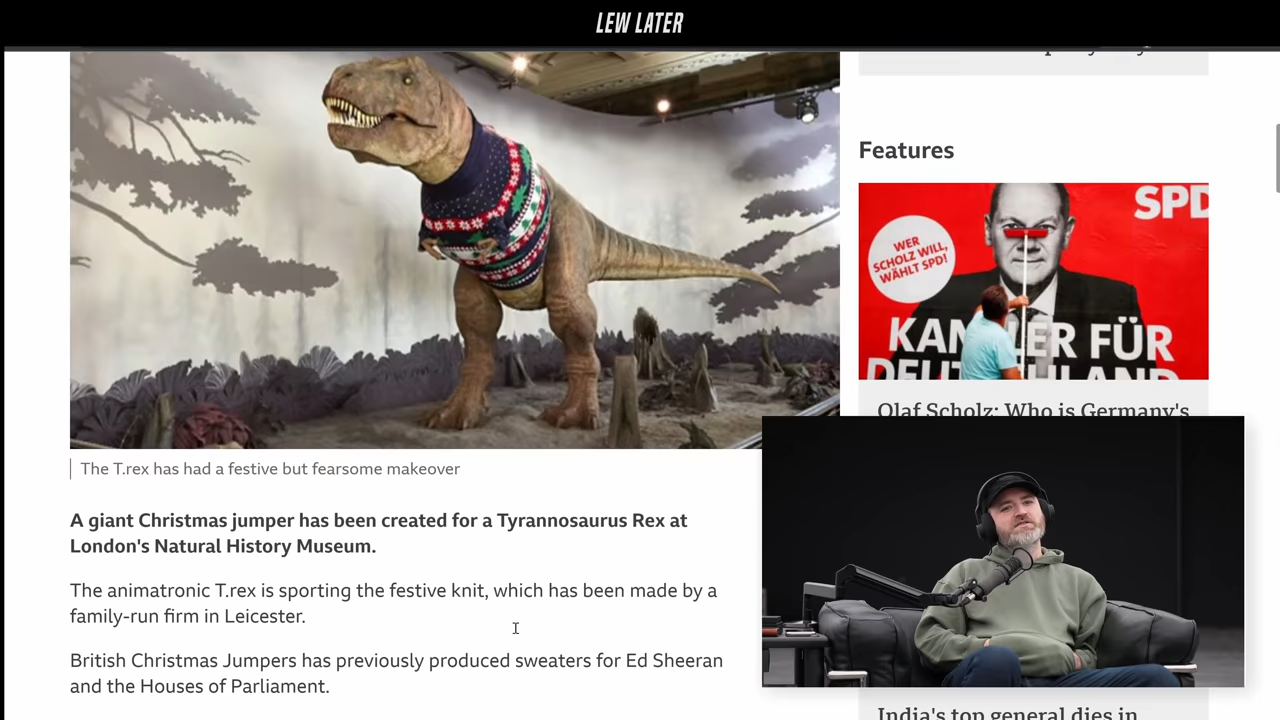 LEW LATER
Features
SPD
WER
SCHOLZ WILL,
WÄHLT SPD!
FÜR
Olaf Scholz: Who is Germany's
The T.rex has had a festive but fearsome makeover
A giant Christmas jumper has been created for a Tyrannosaurus Rex at
London's Natural History Museum.
The animatronic T.rex is sporting the festive knit, which has been made by a
family-run firm in Leicester.
British Christmas Jumpers has previously produced sweaters for Ed Sheeran
and the Houses of Parliament.
India's top general dies in